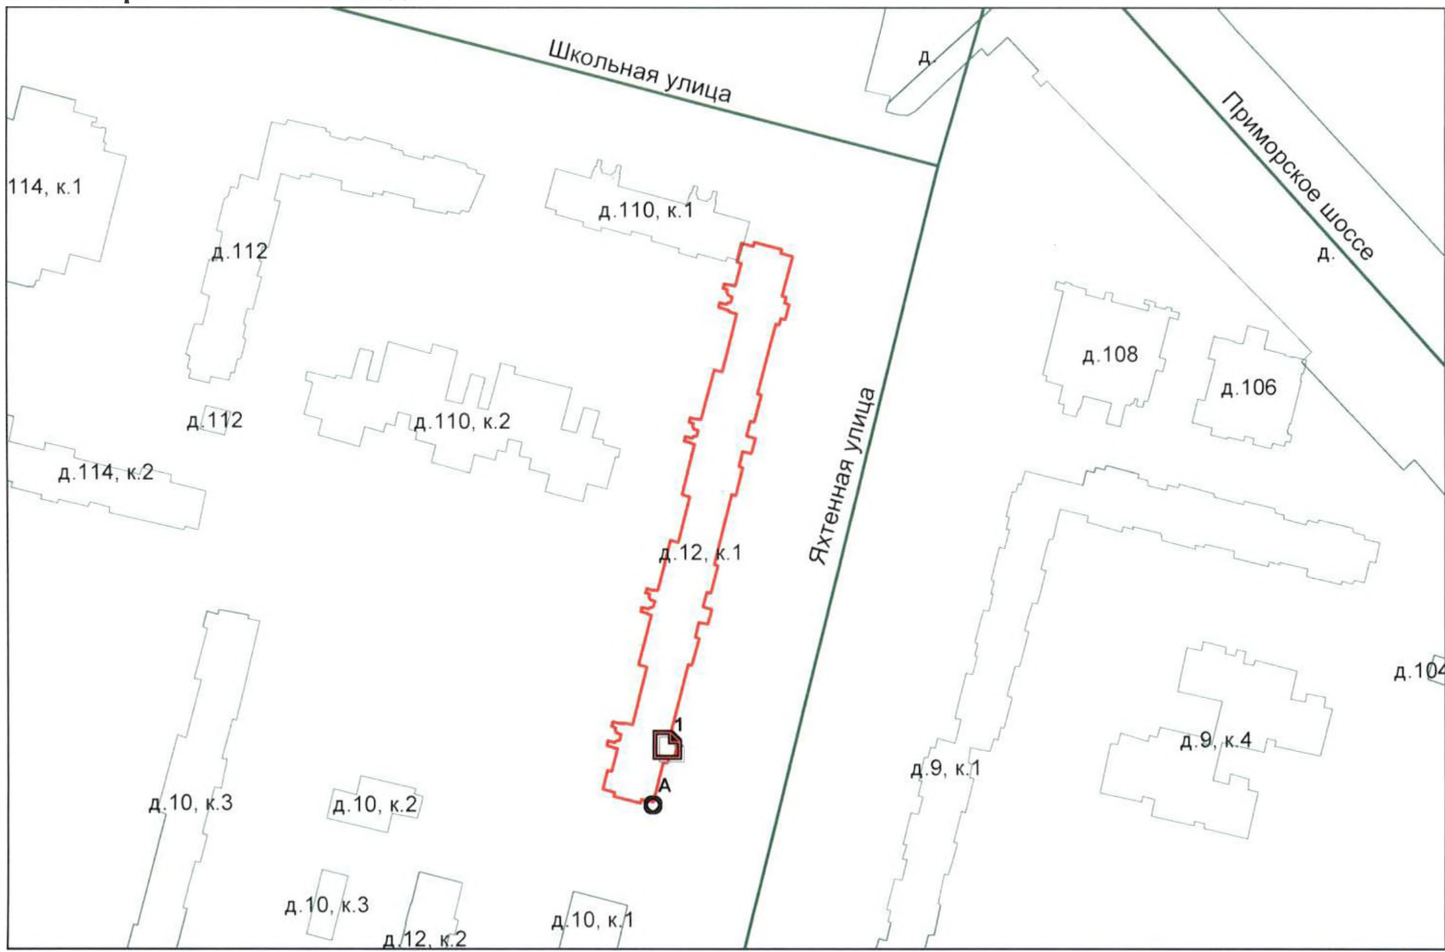 Школьная улица
д.
Приморское шоссе
д.
114, к.1
д.110, к.1
д.112
д.108
д.106
д.112
д.110, к.2
д.114, к.2
Яхтенная улица
д.12, к.1
д.104
1
д.9, к.4
д.9, к.1
А
д.10, к.3
д.10, к.2
д.10, к.3
д.12, к.2
д.10, к.1